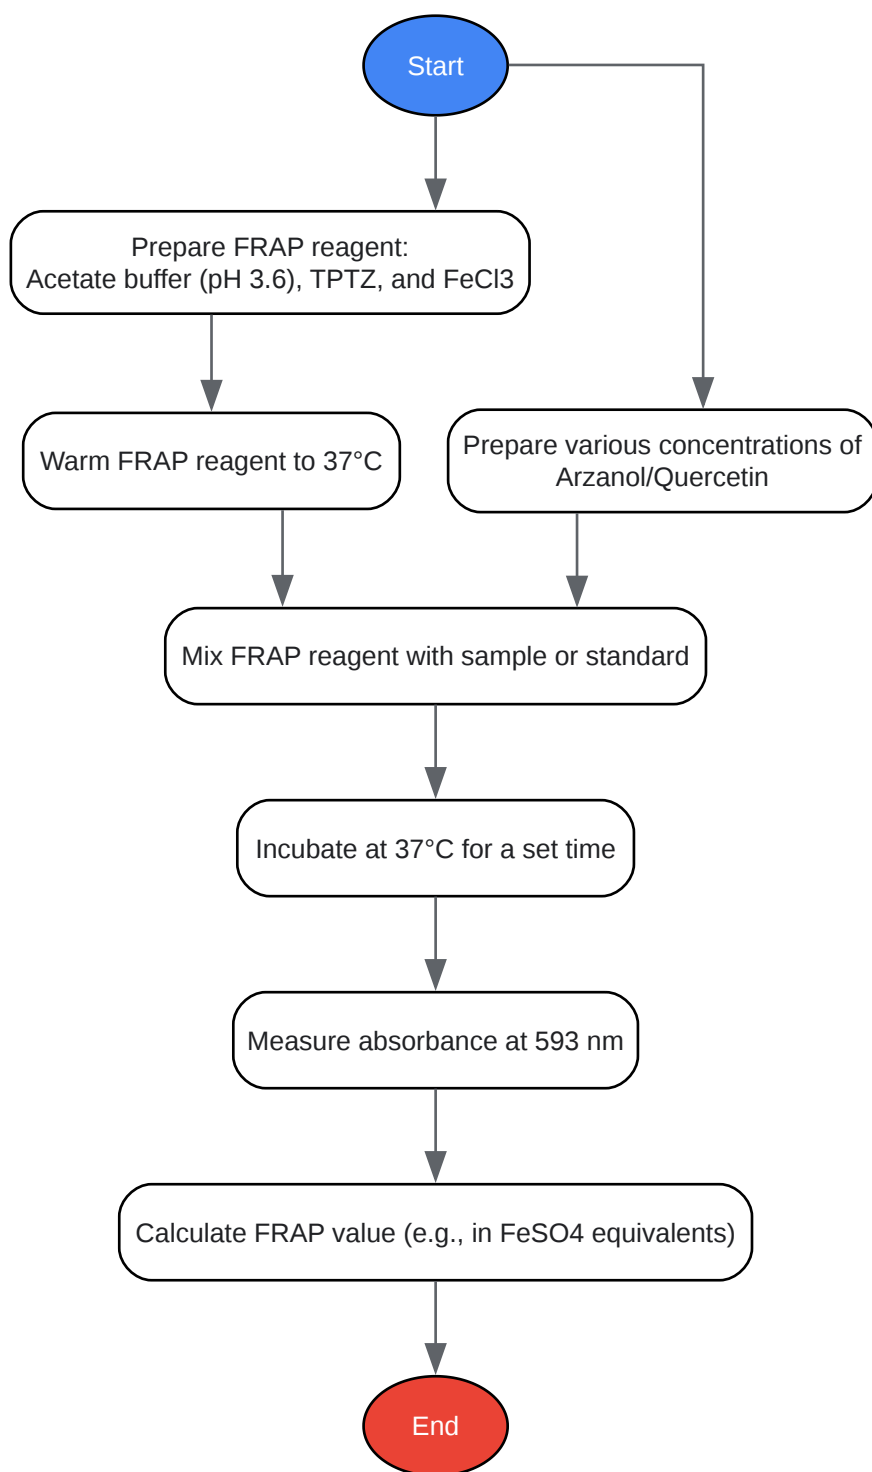 Start
Prepare FRAP reagent:
Acetate buffer (pH 3.6), TPTZ, and FeCl3
Warm FRAP reagent to 37°C
Prepare various concentrations of
Arzanol/Quercetin
Mix FRAP reagent with sample or standard
Incubate at 37°C for a set time
Measure absorbance at 593 nm
Calculate FRAP value (e.g., in FeSO4 equivalents)
End